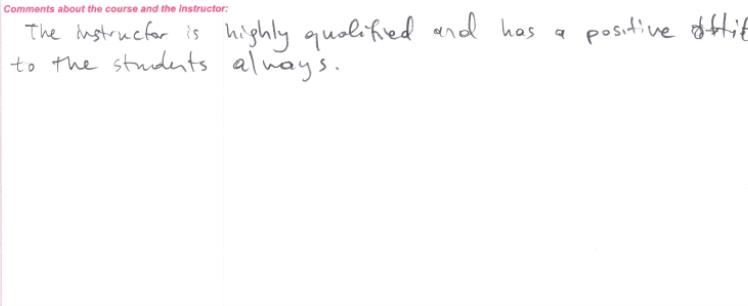 Comments about the course and the instructor:
The instructor is highly qualified and has a positive
to the students always.